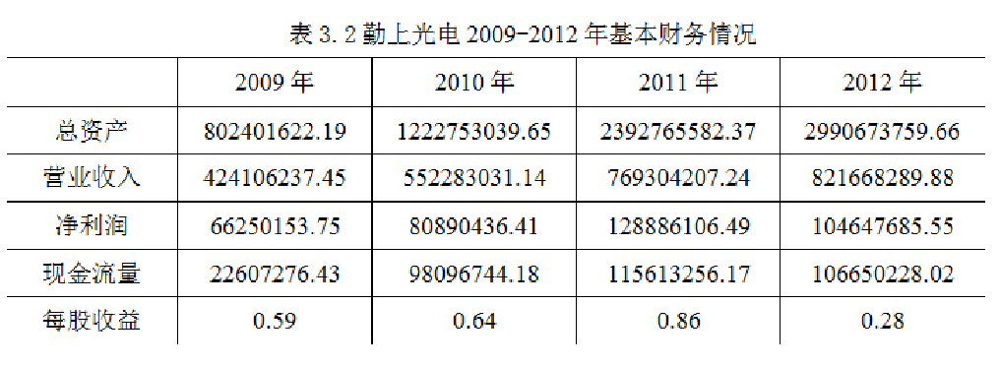 表 3.2 勤上光电 2009-2012 年基本财务情况
2009 年 2010 年 2011 年 2012 年
总资产 802401622.19 1222753039.65 2392765582.37 2990673759.66
营业收入 424106237.45 552283031.14 769304207.24 821668289.88
净利润 66250153.75 80890436.41 128886106.49 104647685.55
现金流量 22607276.43 98096744.18 115613256.17 106650228.02
每股收益 0.59 0.64 0.86 0.28